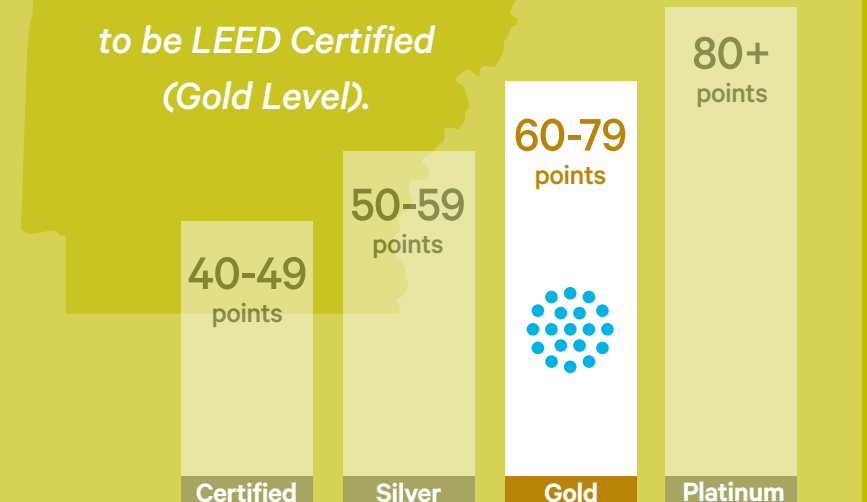 to be LEED Certified
(Gold Level).
80+
points
60-79
points
50-59
points
40-49
points
Certified
Silver
Gold
Platinum